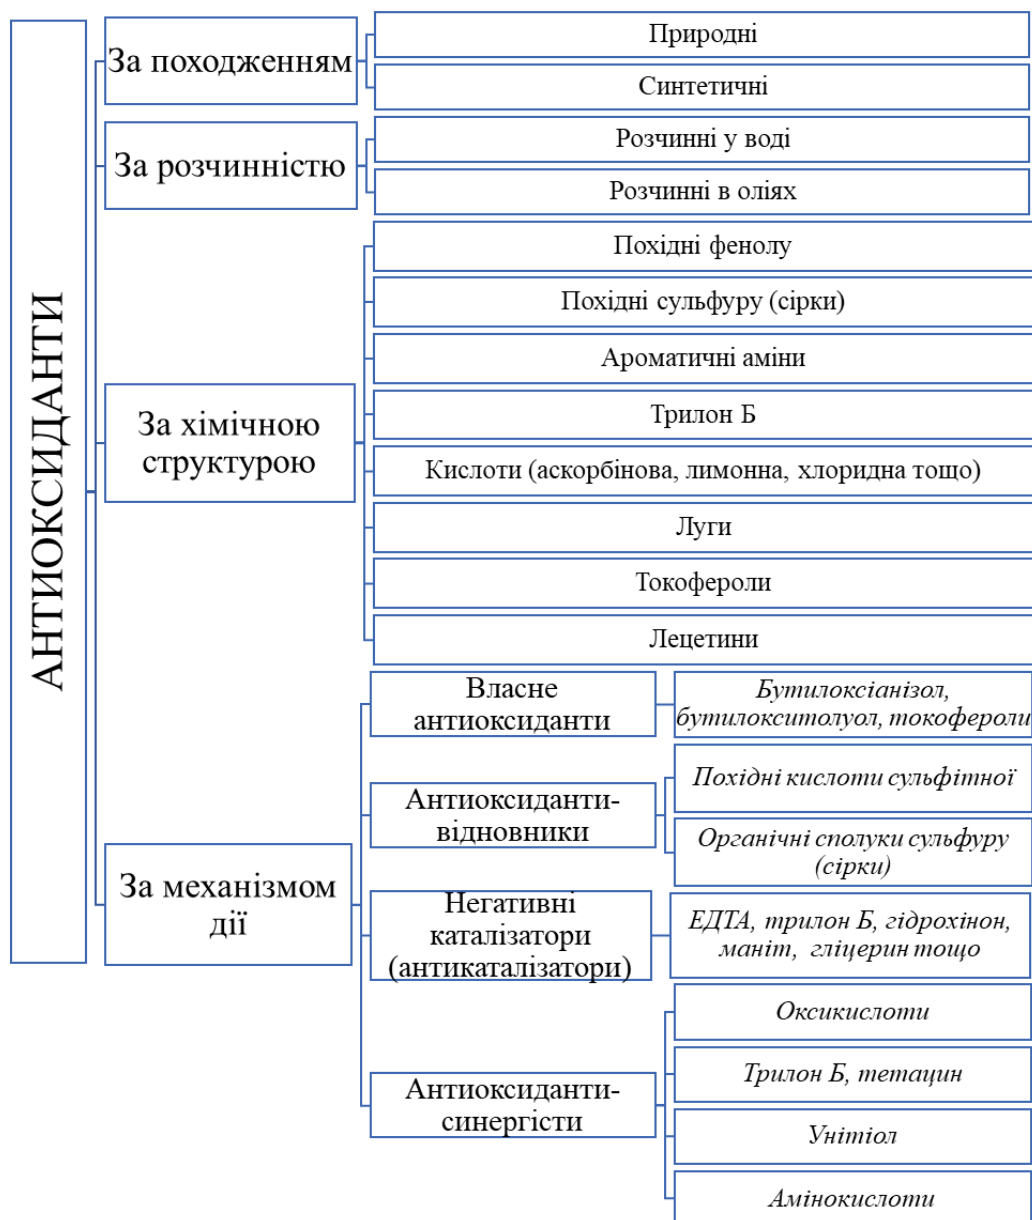 АНТИОКСИДАНТИ
За походженням
Природні
Синтетичні
За розчинністю
Розчинні у воді
Розчинні в оліях
За хімічною
структурою
Похідні фенолу
Похідні сульфуру (сірки)
Ароматичні аміни
Трилон Б
Кислоти (аскорбінова, лимонна, хлоридна тощо)
Луги
Токофероли
Лецетини
За механізмом
дії
Власне
антиоксиданти
Бутилоксіанізол,
бутилокситолуол, токофероли
Антиоксиданти-
відновники
Похідні кислоти сульфітної
Органічні сполуки сульфуру
(сірки)
Негативні
каталізатори
(антикаталізатори)
ЕДТА, трилон Б, гідрохінон,
маніт, гліцерин тощо
Антиоксиданти-
синергісти
Оксикислоти
Трилон Б, тетацин
Унітіол
Амінокислоти